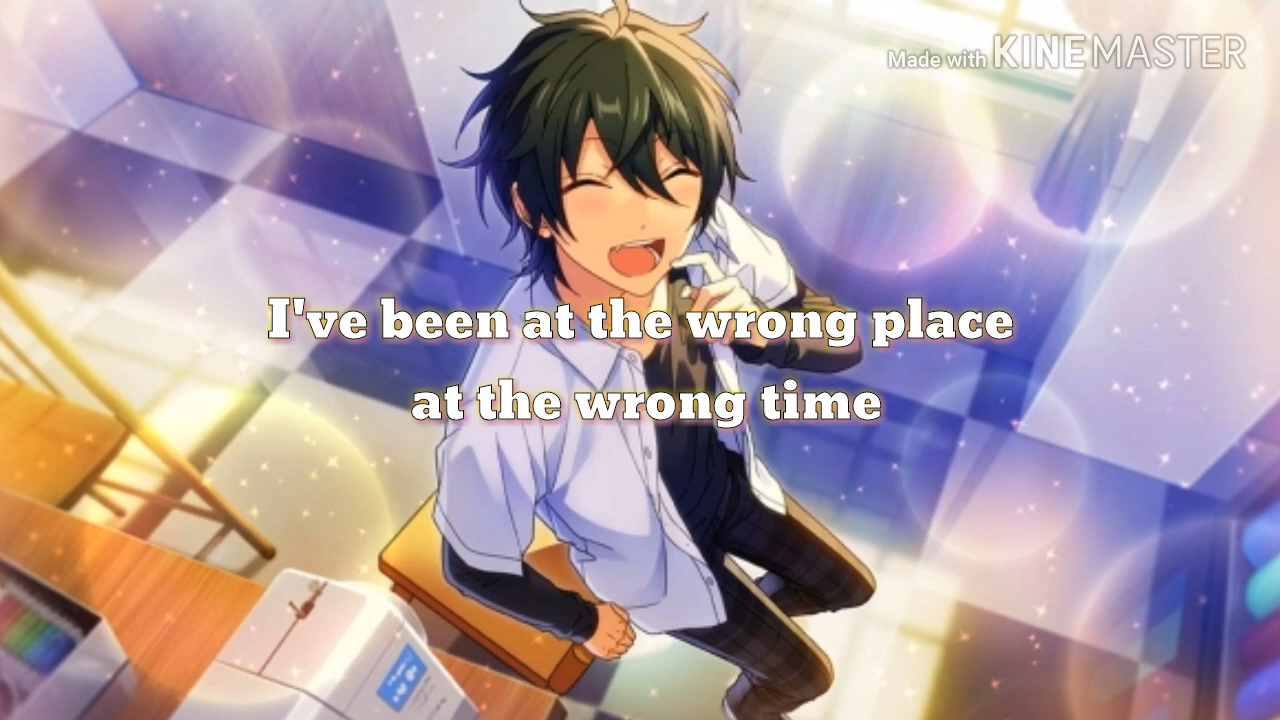 Made with KINEMASTER
I've been at the wrong place
at the wrong time